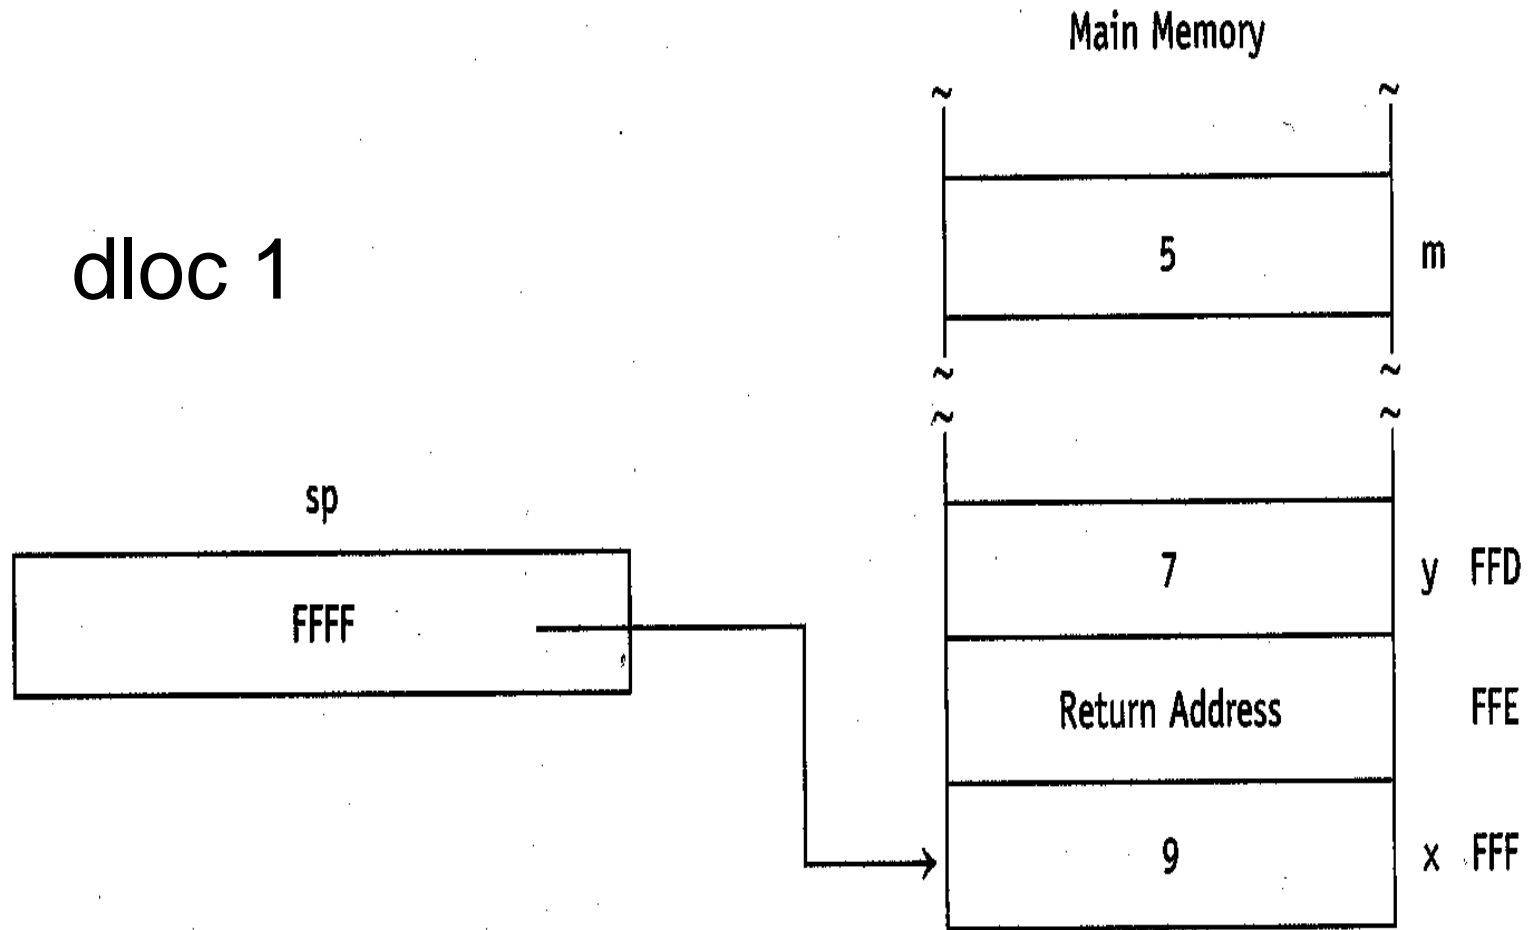 Main Memory
dloc 1
5 m
sp
FFFF
7 y FFD
Return Address FFE
9 x FFF